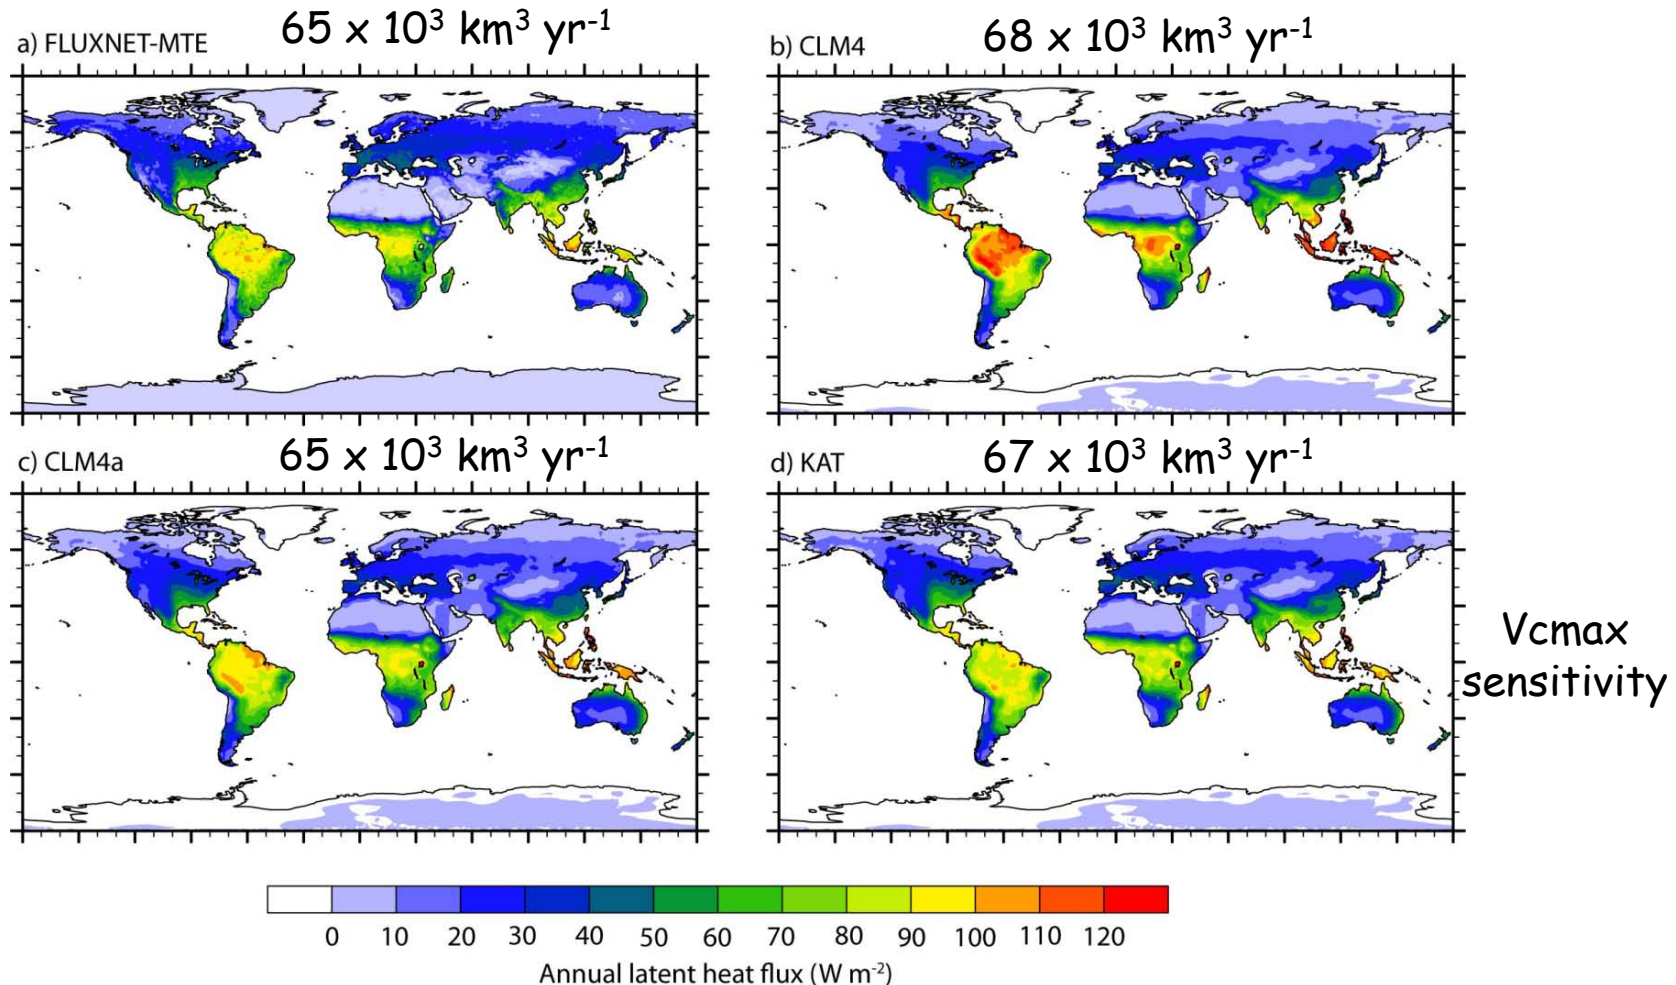 a) FLUXNET-MTE 65 x 10³ km³ yr⁻¹
b) CLM4 68 x 10³ km³ yr⁻¹
c) CLM4a 65 x 10³ km³ yr⁻¹
d) KAT 67 x 10³ km³ yr⁻¹
Vcmax
sensitivity
0 10 20 30 40 50 60 70 80 90 100 110 120
Annual latent heat flux (W m⁻²)